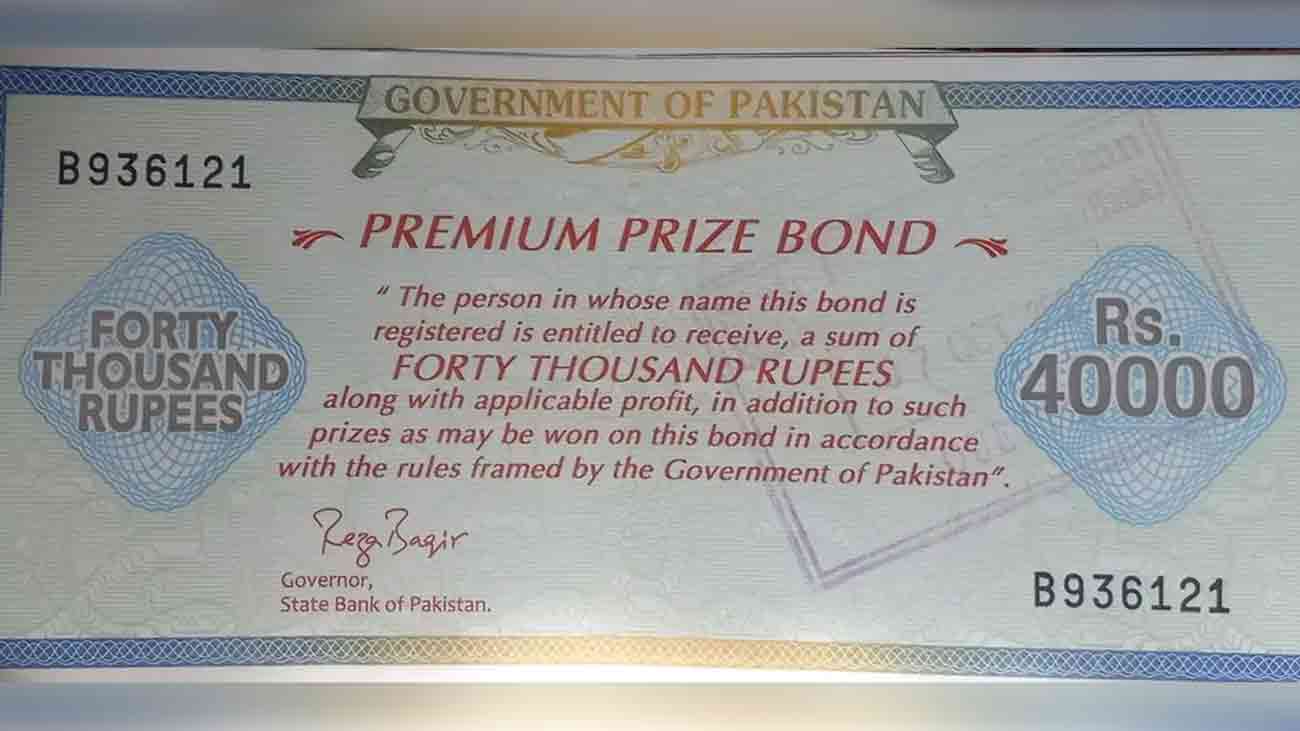 GOVERNMENT OF PAKISTAN
B936121
PREMIUM PRIZE BOND
" The person in whose name this bond is
registered is entitled to receive, a sum of
FORTY THOUSAND RUPEES
along with applicable profit, in addition to such
prizes as may be won on this bond in accordance
with the rules framed by the Government of Pakistan".
FORTY
THOUSAND
RUPEES
Rs.
40000
Reza Baqir
Governor,
State Bank of Pakistan.
B936121